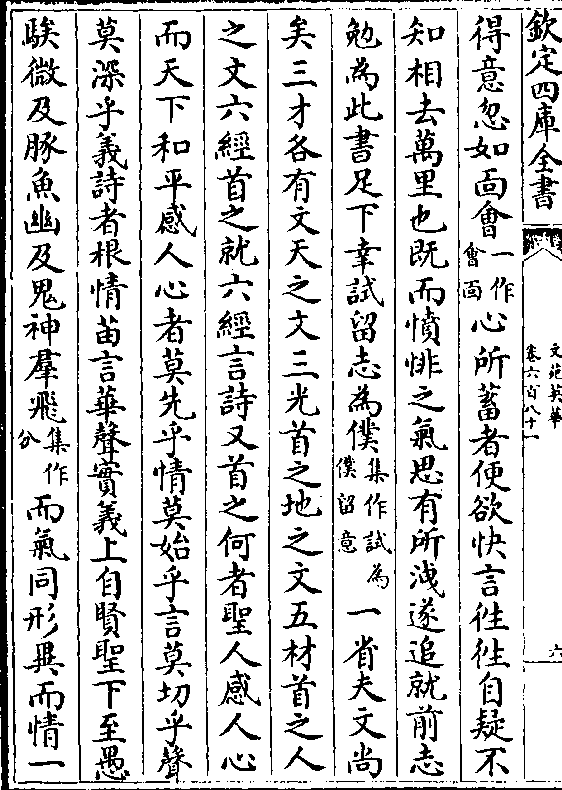 欽定四庫全書
文苑英華
卷六百八十一
六
得意忽如靣會一作會面心所蓄者便欲快言徃徃自疑不
知相去萬里也既而憤悱之氣思有所洩遂追就前志
勉為此書足下幸試留志為僕集作試為僕留意一省夫文尚
矣三才各有文天之文三光首之地之文五材首之人
之文六經首之就六經言詩又首之何者聖人感人心
而天下和平感人心者莫先乎情莫始乎言莫切乎聲
莫深乎義詩者根情苗言華聲實義上自賢聖下至愚
騃微及豚魚幽及鬼神羣飛集作分而氣同形異而情一